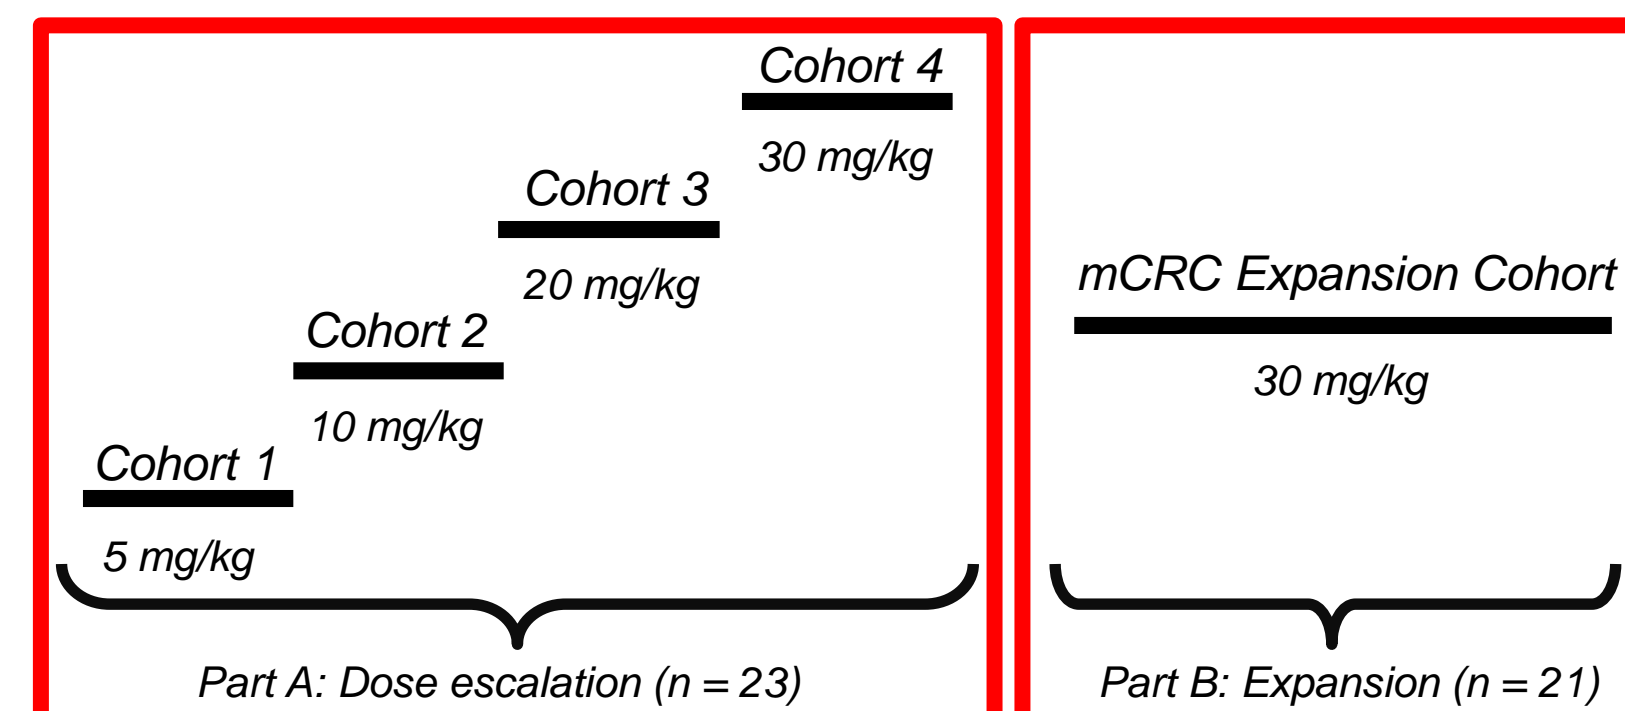 Cohort 1
5 mg/kg
Cohort 2
10 mg/kg
Cohort 3
20 mg/kg
Cohort 4
30 mg/kg
Part A: Dose escalation (n = 23)
mCRC Expansion Cohort
30 mg/kg
Part B: Expansion (n = 21)